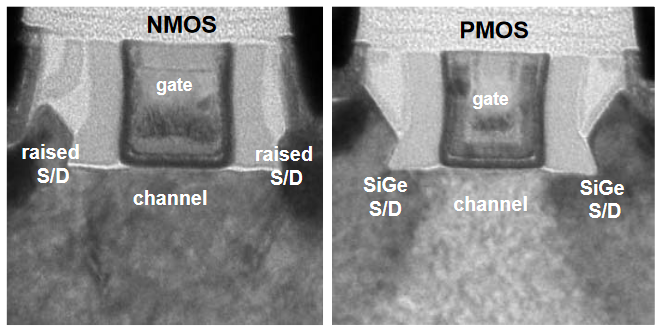 NMOS
gate
raised
S/D
raised
S/D
channel
PMOS
gate
SiGe
S/D
SiGe
S/D
channel